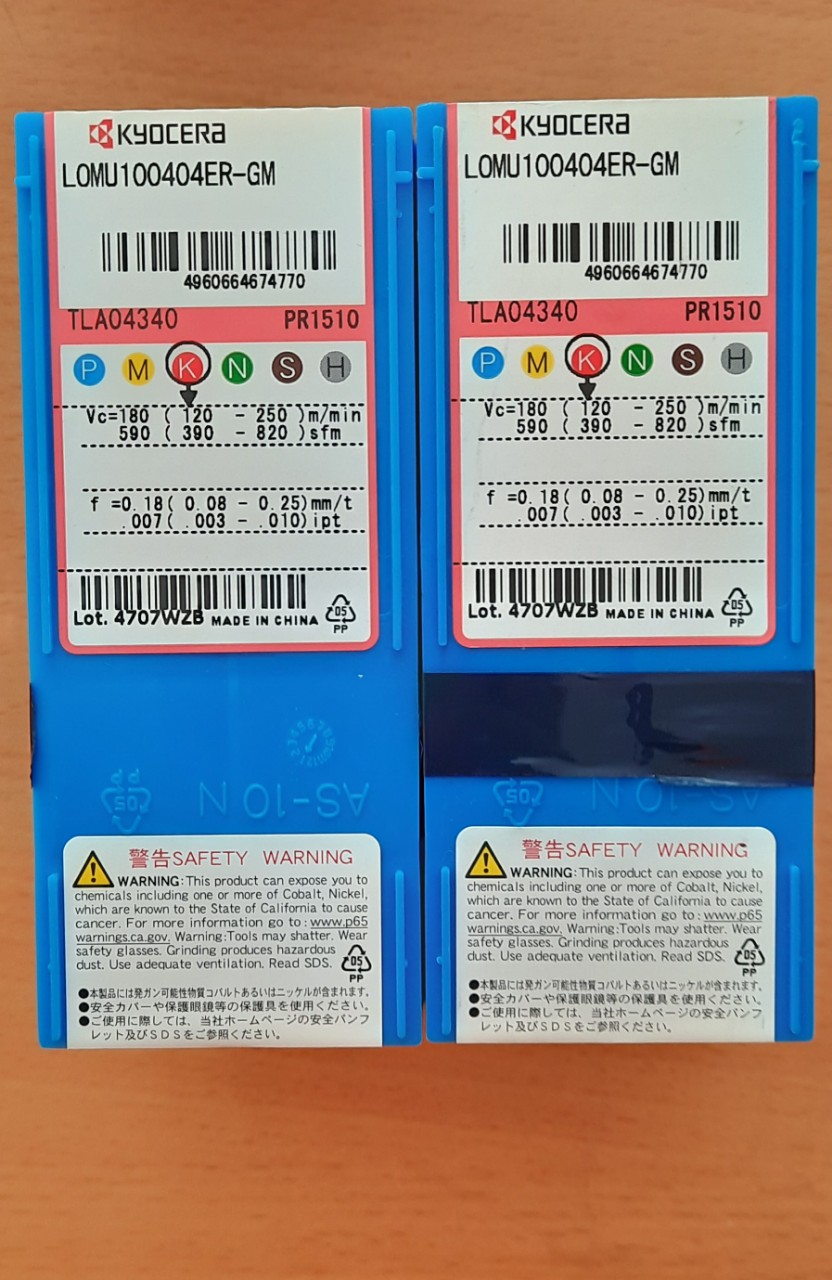 KYOCERA
LOMU100404ER-GM
4960664674770
TLA04340 PR1510
P M K N S H
Vc=180 ( 120 - 250 )m/min
590 ( 390 - 820 )sfm
f =0.18( 0.08 - 0.25)mm/t
.007( .003 - .010)ipt
Lot. 4707WZB MADE IN CHINA 05
PP
AS-10N
05
PP
警告SAFETY WARNING
WARNING:This product can expose you to
chemicals including one or more of Cobalt, Nickel,
which are known to the State of California to cause
cancer. For more information go to:www.p65
warnings.ca.gov. Warning:Tools may shatter. Wear
safety glasses. Grinding produces hazardous
dust. Use adequate ventilation. Read SDS. 05
PP
●本製品には発ガン可能性物質コバルトあるいはニッケルが含まれます。
●安全カバーや保護眼鏡等の保護具を使用ください。
●ご使用に際しては、当社ホームページの安全パンフ
レット及びSDSをご参照ください。
KYOCERA
LOMU100404ER-GM
4960664674770
TLA04340 PR1510
P M K N S H
Vc=180 ( 120 - 250 )m/min
590 ( 390 - 820 )sfm
f =0.18( 0.08 - 0.25)mm/t
.007( .003 - .010)ipt
Lot. 4707WZB MADE IN CHINA 05
PP
AS-10N
05
警告SAFETY WARNING
WARNING:This product can expose you to
chemicals including one or more of Cobalt, Nickel,
which are known to the State of California to cause
cancer. For more information go to:www.p65
warnings.ca.gov. Warning:Tools may shatter. Wear
safety glasses. Grinding produces hazardous
dust. Use adequate ventilation. Read SDS. 05
PP
●本製品には発ガン可能性物質コバルトあるいはニッケルが含まれます。
●安全カバーや保護眼鏡等の保護具を使用ください。
●ご使用に際しては、当社ホームページの安全パンフ
レット及びSDSをご参照ください。